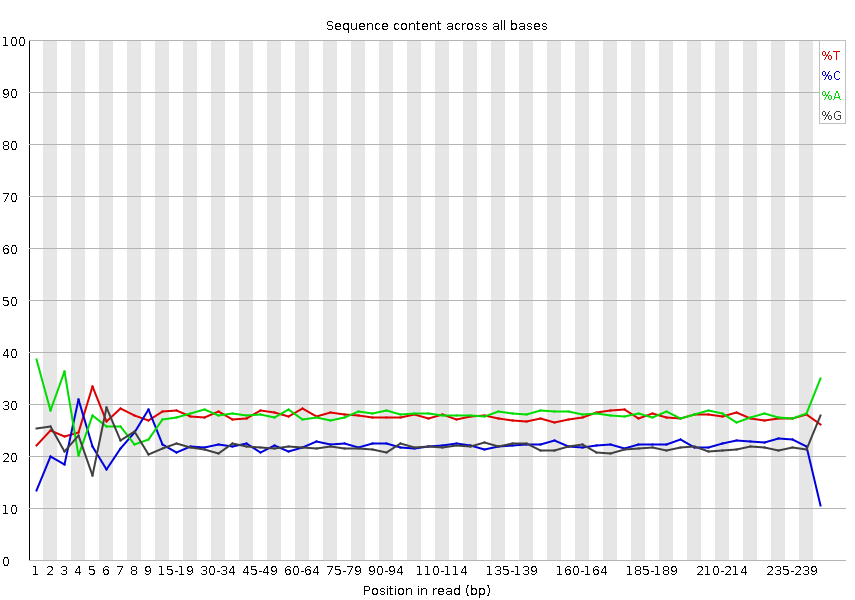 Sequence content across all bases
100
90
80
70
60
50
40
30
20
10
0
%T
%C
%A
%G
1 2 3 4 5 6 7 8 9 15-19 30-34 45-49 60-64 75-79 90-94 110-114 135-139 160-164 185-189 210-214 235-239
Position in read (bp)